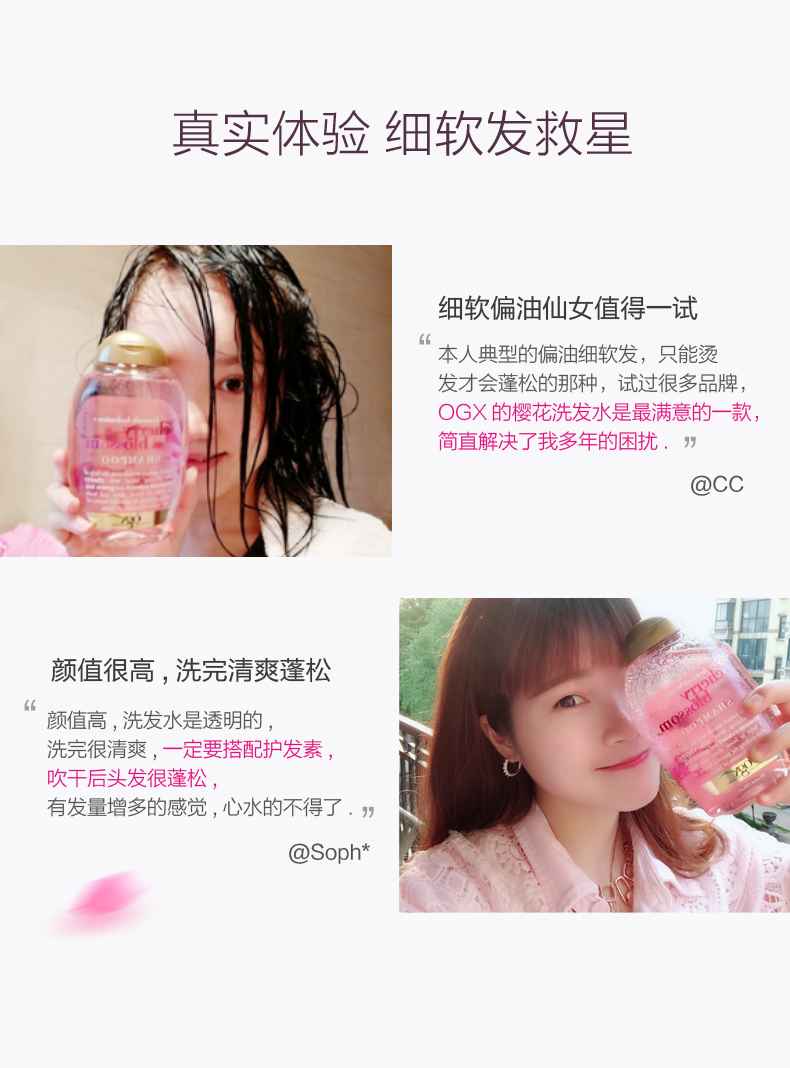 真实体验 细软发救星
细软偏油仙女值得一试
“ 本人典型的偏油细软发，只能烫
发才会蓬松的那种，试过很多品牌，
OGX 的樱花洗发水是最满意的一款，
简直解决了我多年的困扰 . ”
@CC
cherry
blossom
SHAMPOO
颜值很高 , 洗完清爽蓬松
“ 颜值高 , 洗发水是透明的 ,
洗完很清爽 , 一定要搭配护发素 ,
吹干后头发很蓬松 ,
有发量增多的感觉 , 心水的不得了 . ”
@Soph*
cherry
blossom
SHAMPOO